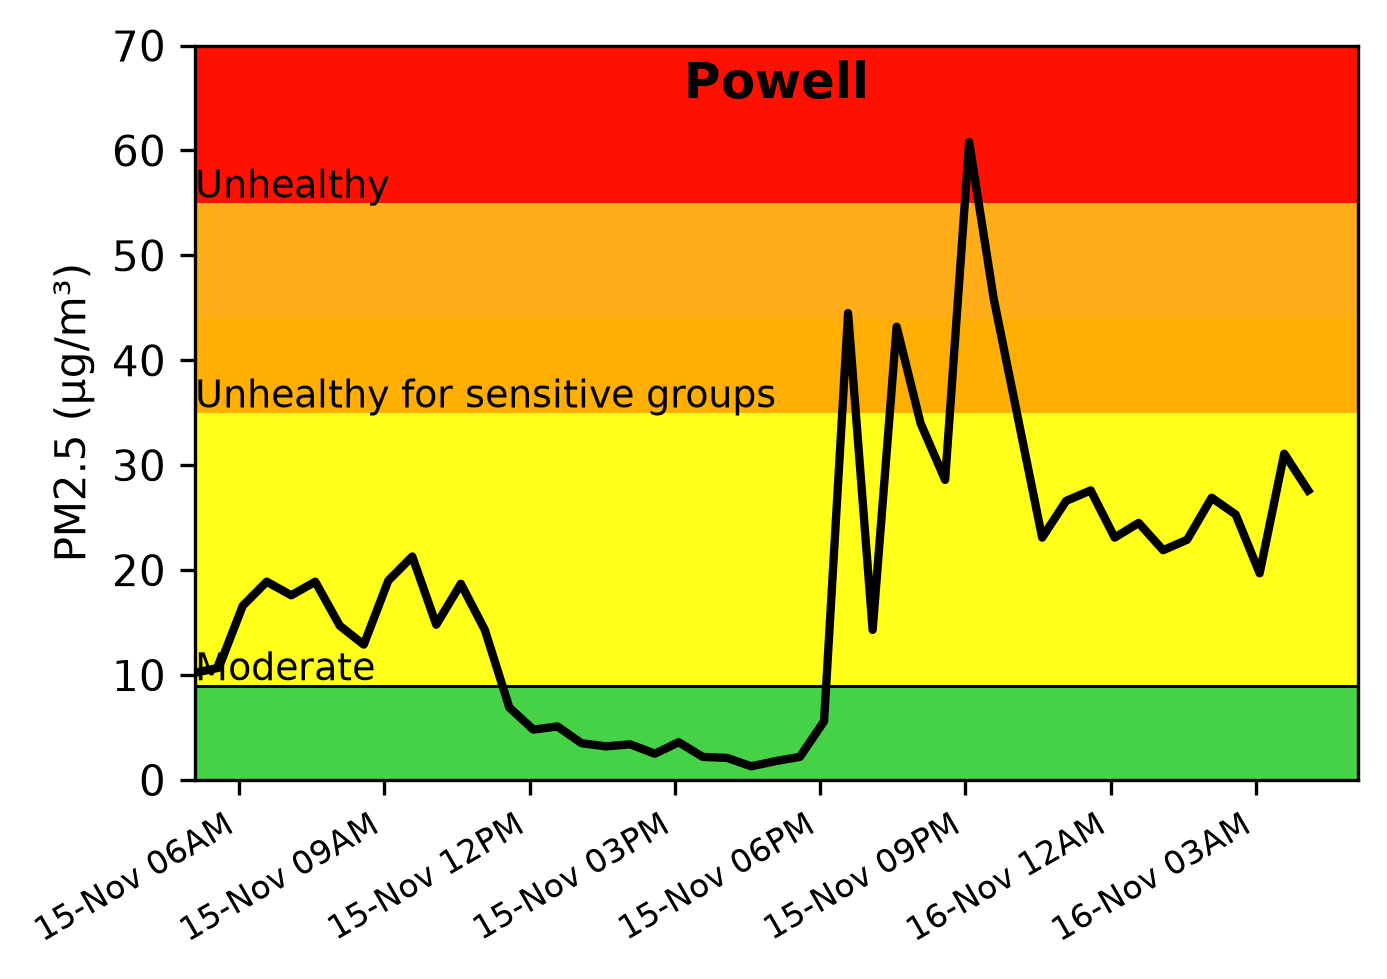 Powell
PM2.5 (µg/m³)
70
60
50
40
30
20
10
0
Unhealthy
Unhealthy for sensitive groups
Moderate
15-Nov 06AM
15-Nov 09AM
15-Nov 12PM
15-Nov 03PM
15-Nov 06PM
15-Nov 09PM
16-Nov 12AM
16-Nov 03AM